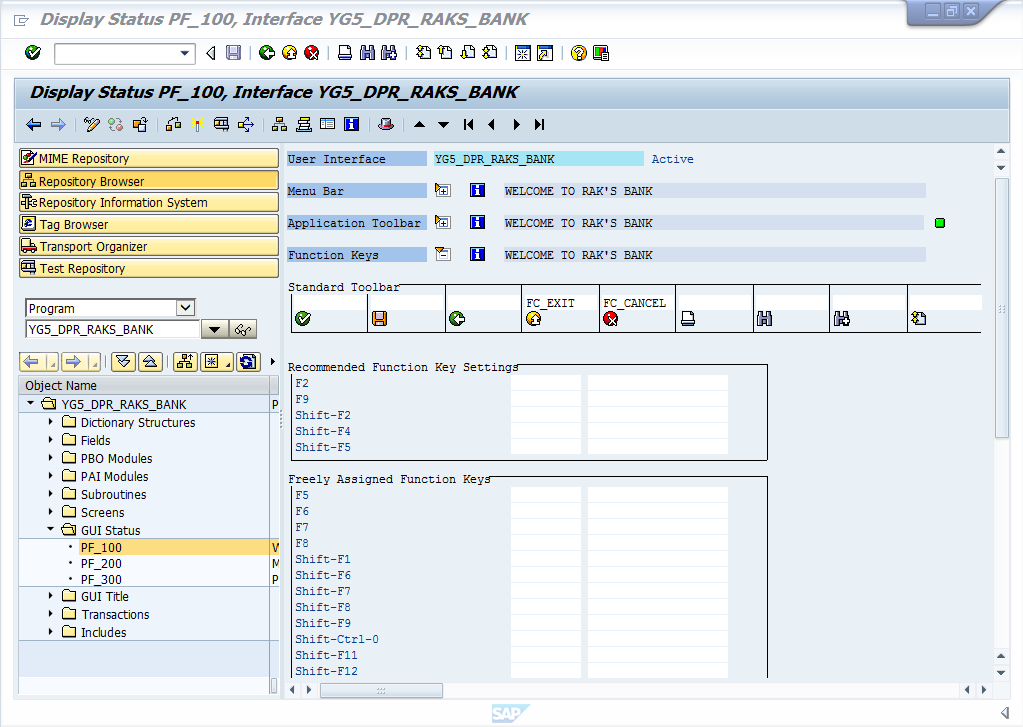 Display Status PF_100, Interface YG5_DPR_RAKS_BANK
Display Status PF_100, Interface YG5_DPR_RAKS_BANK
MIME Repository
Repository Browser
Repository Information System
Tag Browser
Transport Organizer
Test Repository
Program
YG5_DPR_RAKS_BANK
Object Name
YG5_DPR_RAKS_BANK P
Dictionary Structures
Fields
PBO Modules
PAI Modules
Subroutines
Screens
GUI Status
PF_100 W
PF_200 M
PF_300 P
GUI Title
Transactions
Includes
User Interface YG5_DPR_RAKS_BANK Active
Menu Bar WELCOME TO RAK'S BANK
Application Toolbar WELCOME TO RAK'S BANK
Function Keys WELCOME TO RAK'S BANK
Standard Toolbar
FC_EXIT FC_CANCEL
Recommended Function Key Settings
F2
F9
Shift-F2
Shift-F4
Shift-F5
Freely Assigned Function Keys
F5
F6
F7
F8
Shift-F1
Shift-F6
Shift-F7
Shift-F8
Shift-F9
Shift-Ctrl-0
Shift-F11
Shift-F12
SAP